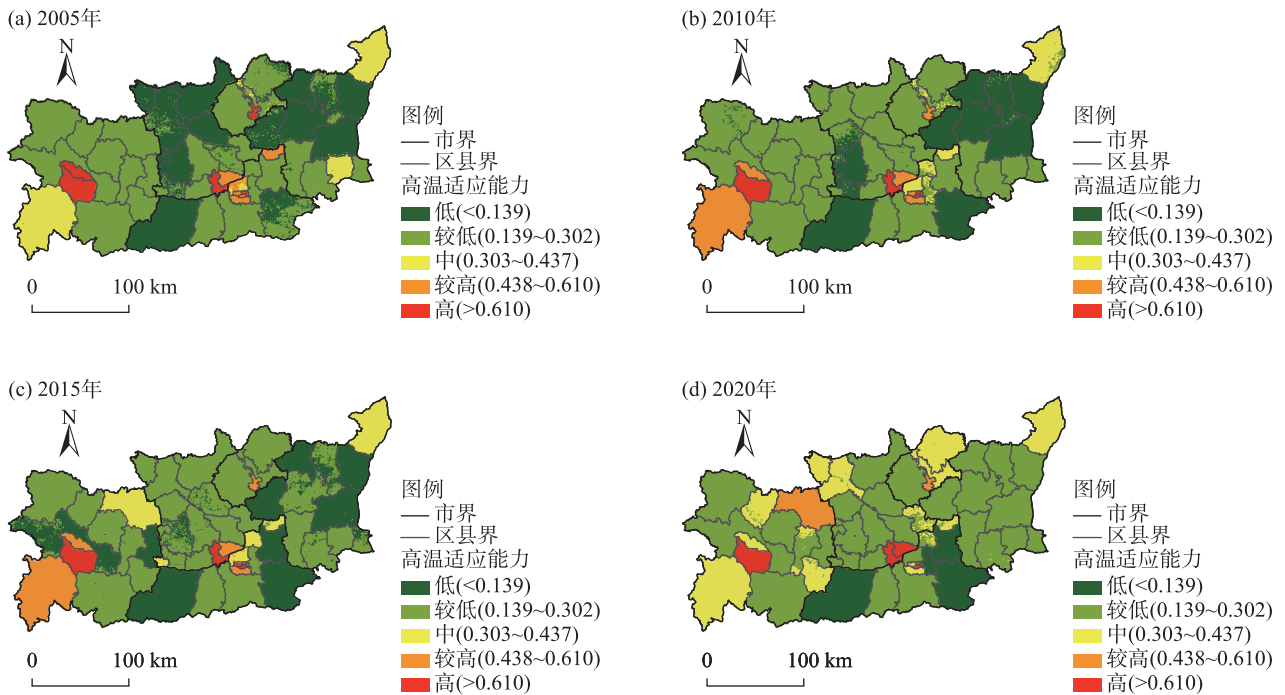 (a) 2005年
N
图例
市界
区县界
高温适应能力
低(<0.139)
较低(0.139~0.302)
中(0.303~0.437)
较高(0.438~0.610)
高(>0.610)
0 100 km
(b) 2010年
N
图例
市界
区县界
高温适应能力
低(<0.139)
较低(0.139~0.302)
中(0.303~0.437)
较高(0.438~0.610)
高(>0.610)
0 100 km
(c) 2015年
N
图例
市界
区县界
高温适应能力
低(<0.139)
较低(0.139~0.302)
中(0.303~0.437)
较高(0.438~0.610)
高(>0.610)
0 100 km
(d) 2020年
N
图例
市界
区县界
高温适应能力
低(<0.139)
较低(0.139~0.302)
中(0.303~0.437)
较高(0.438~0.610)
高(>0.610)
0 100 km